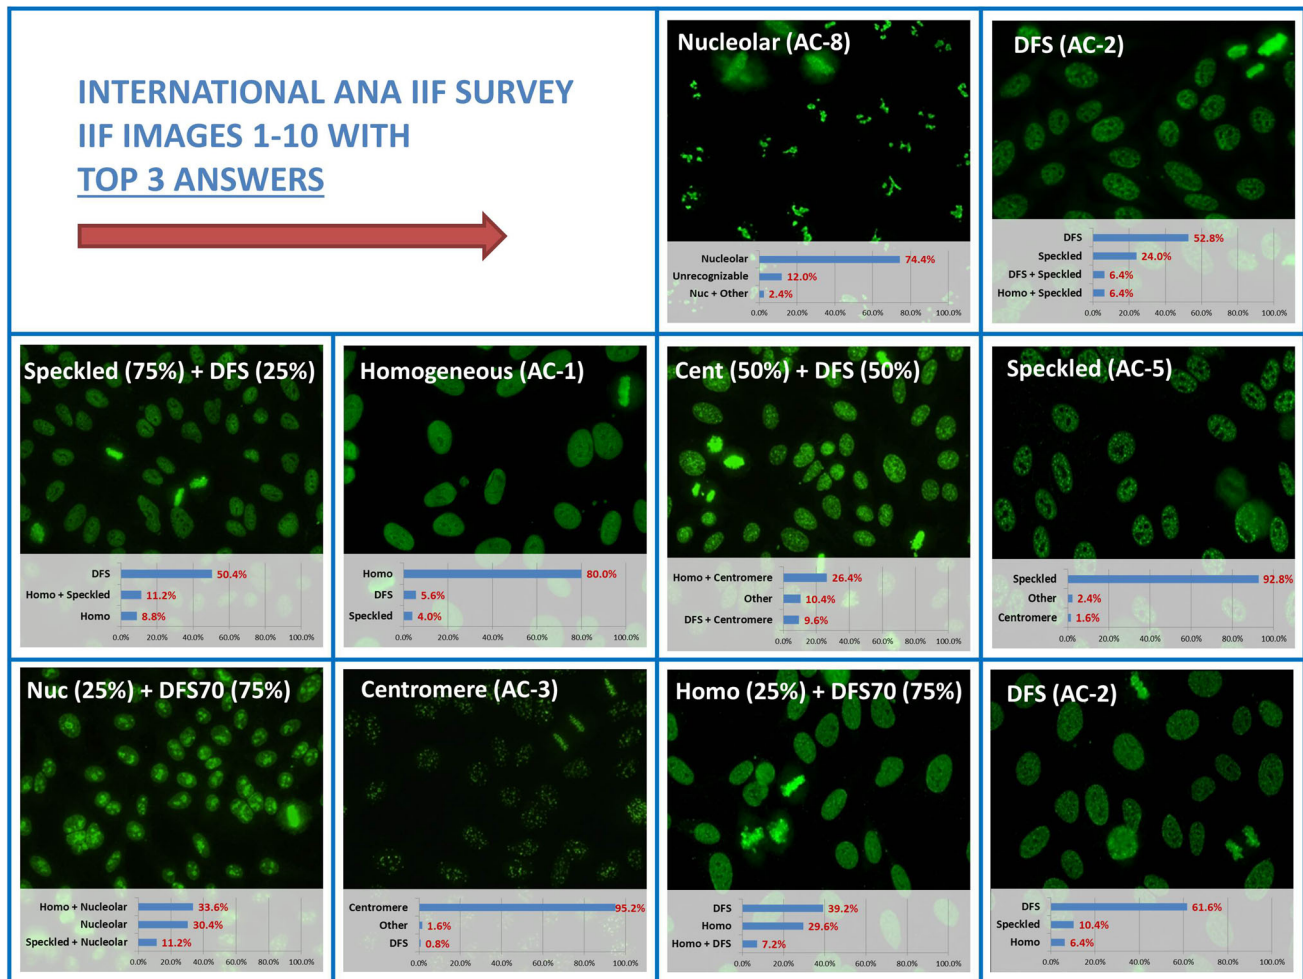 INTERNATIONAL ANA IIF SURVEY
IIF IMAGES 1-10 WITH
TOP 3 ANSWERS
Nucleolar (AC-8)
Nucleolar 74.4%
Unrecognizable 12.0%
Nuc + Other 2.4%
0.0% 20.0% 40.0% 60.0% 80.0% 100.0%
DFS (AC-2)
DFS 52.8%
Speckled 24.0%
DFS + Speckled 6.4%
Homo + Speckled 6.4%
0.0% 20.0% 40.0% 60.0% 80.0% 100.0%
Speckled (75%) + DFS (25%)
DFS 50.4%
Homo + Speckled 11.2%
Homo 8.8%
0.0% 20.0% 40.0% 60.0% 80.0% 100.0%
Homogeneous (AC-1)
Homo 80.0%
DFS 5.6%
Speckled 4.0%
0.0% 20.0% 40.0% 60.0% 80.0% 100.0%
Cent (50%) + DFS (50%)
Homo + Centromere 26.4%
Other 10.4%
DFS + Centromere 9.6%
0.0% 20.0% 40.0% 60.0% 80.0% 100.0%
Speckled (AC-5)
Speckled 92.8%
Other 2.4%
Centromere 1.6%
0.0% 20.0% 40.0% 60.0% 80.0% 100.0%
Nuc (25%) + DFS70 (75%)
Homo + Nucleolar 33.6%
Nucleolar 30.4%
Speckled + Nucleolar 11.2%
0.0% 20.0% 40.0% 60.0% 80.0% 100.0%
Centromere (AC-3)
Centromere 95.2%
Other 1.6%
DFS 0.8%
0.0% 20.0% 40.0% 60.0% 80.0% 100.0%
Homo (25%) + DFS70 (75%)
DFS 39.2%
Homo 29.6%
Homo + DFS 7.2%
0.0% 20.0% 40.0% 60.0% 80.0% 100.0%
DFS (AC-2)
DFS 61.6%
Speckled 10.4%
Homo 6.4%
0.0% 20.0% 40.0% 60.0% 80.0% 100.0%